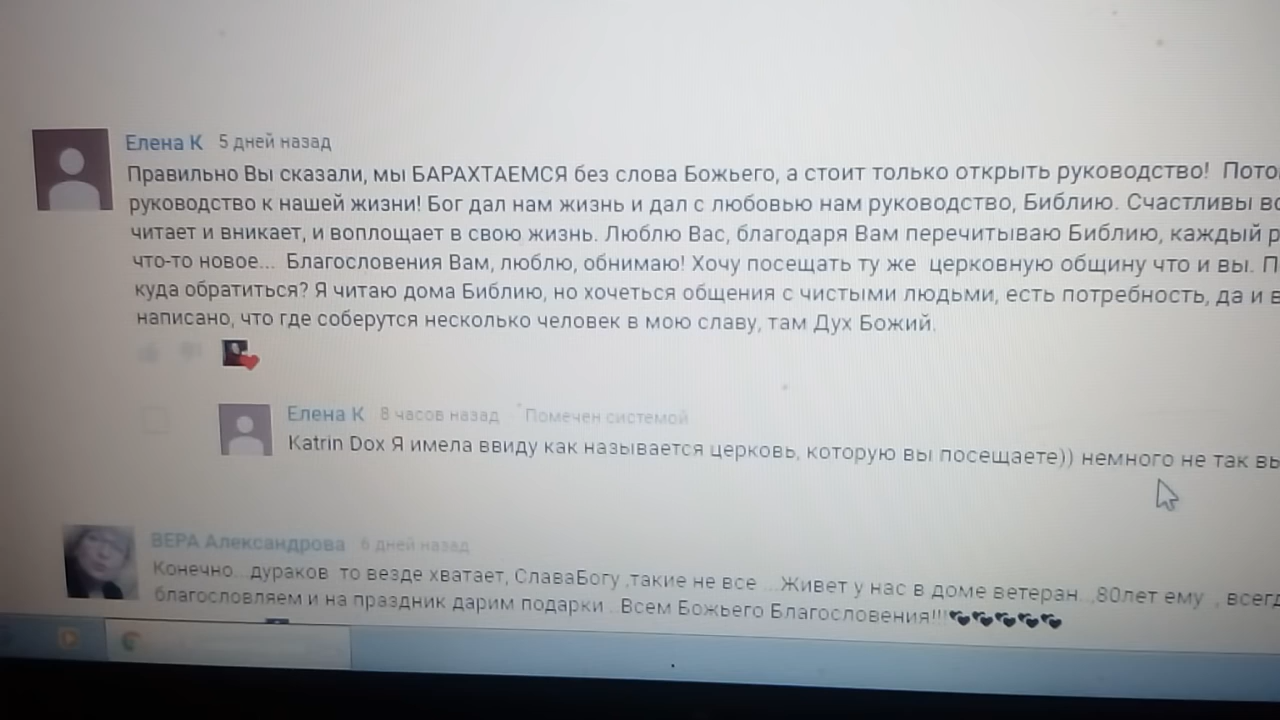 Елена К 5 дней назад
Правильно Вы сказали, мы БАРАХТАЕМСЯ без слова Божьего, а стоит только открыть руководство!
руководство к нашей жизни! Бог дал нам жизнь и дал с любовью нам руководство, Библию. Счастливы
читает и вникает, и воплощает в свою жизнь. Люблю Вас, благодаря Вам перечитываю Библию, каждый
что-то новое... Благословения Вам, люблю, обнимаю! Хочу посещать ту же церковную общину что и вы.
куда обратиться? Я читаю дома Библию, но хочеться общения с чистыми людьми, есть потребность, да и
написано, что где соберутся несколько человек в мою славу, там Дух Божий.
Елена К 8 часов назад Помечен системой
Katrin Dox Я имела ввиду как называется церковь, которую вы посещаете)) немного не так
ВЕРА Александрова 6 дней назад
Конечно...дураков то везде хватает, СлаваБогу ,такие не все ...Живет у нас в доме ветеран..,80лет ему ,
благословляем и на праздник дарим подарки ..Всем Божьего Благословения!!!💕💕💕💕💕